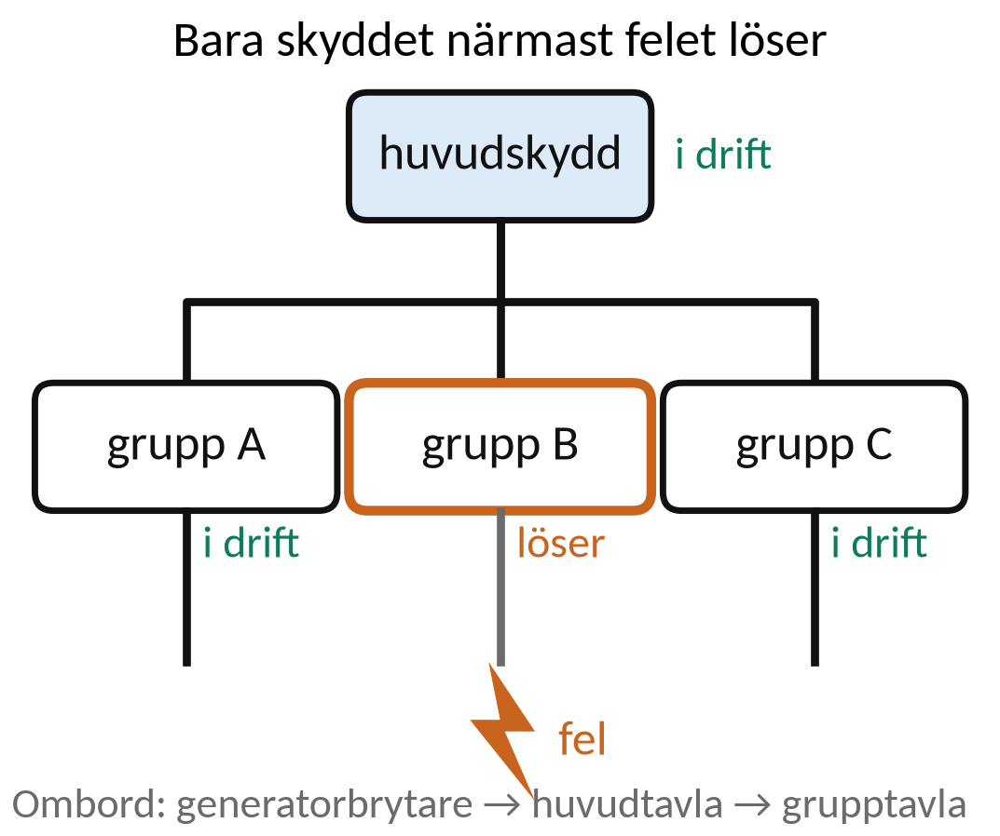 Bara skyddet närmast felet löser
huvudskydd
i drift
grupp A
grupp B
grupp C
i drift
löser
i drift
fel
Ombord: generatorbrytare → huvudtavla → grupptavla